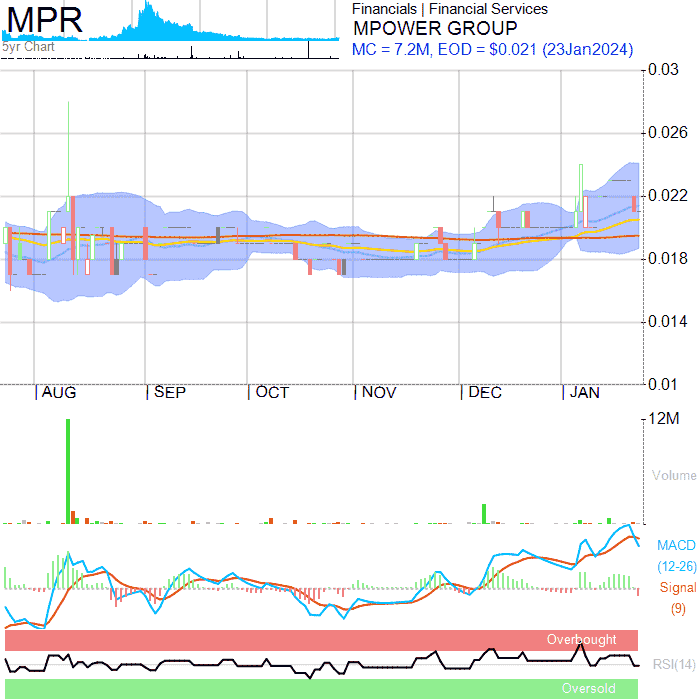 MPR
5yr Chart
Financials | Financial Services
MPOWER GROUP
MC = 7.2M, EOD = $0.021 (23Jan2024)
0.03
0.026
0.022
0.018
0.014
0.01
AUG SEP OCT NOV DEC JAN
12M
Volume
MACD
(12-26)
Signal
(9)
Overbought
RSI(14)
Oversold